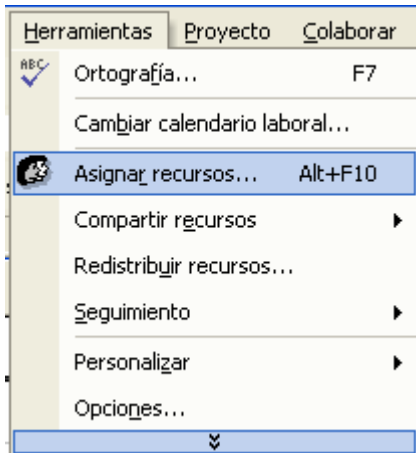 Herramientas Proyecto Colaborar
ABC Ortografía... F7
Cambiar calendario laboral...
Asignar recursos... Alt+F10
Compartir recursos
Redistribuir recursos...
Seguimiento
Personalizar
Opciones...